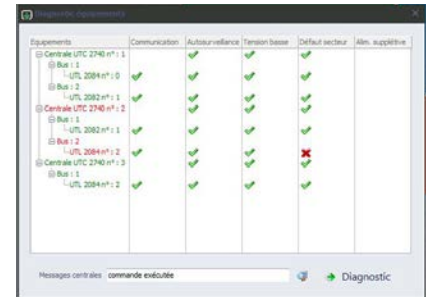 Diagnostic équipements
Equipements Communication Autosurveillance Tension basse Défaut secteur Alim. supplétive
Centrale UTC 2740 n° : 1
Bus : 1
UTL 2084 n° : 0
Bus : 2
UTL 2082 n° : 1
Centrale UTC 2740 n° : 2
Bus : 1
UTL 2082 n° : 1
Bus : 2
UTL 2084 n° : 2
Centrale UTC 2740 n° : 3
Bus : 1
UTL 2084 n° : 2
Messages centrales commande exécutée Diagnostic